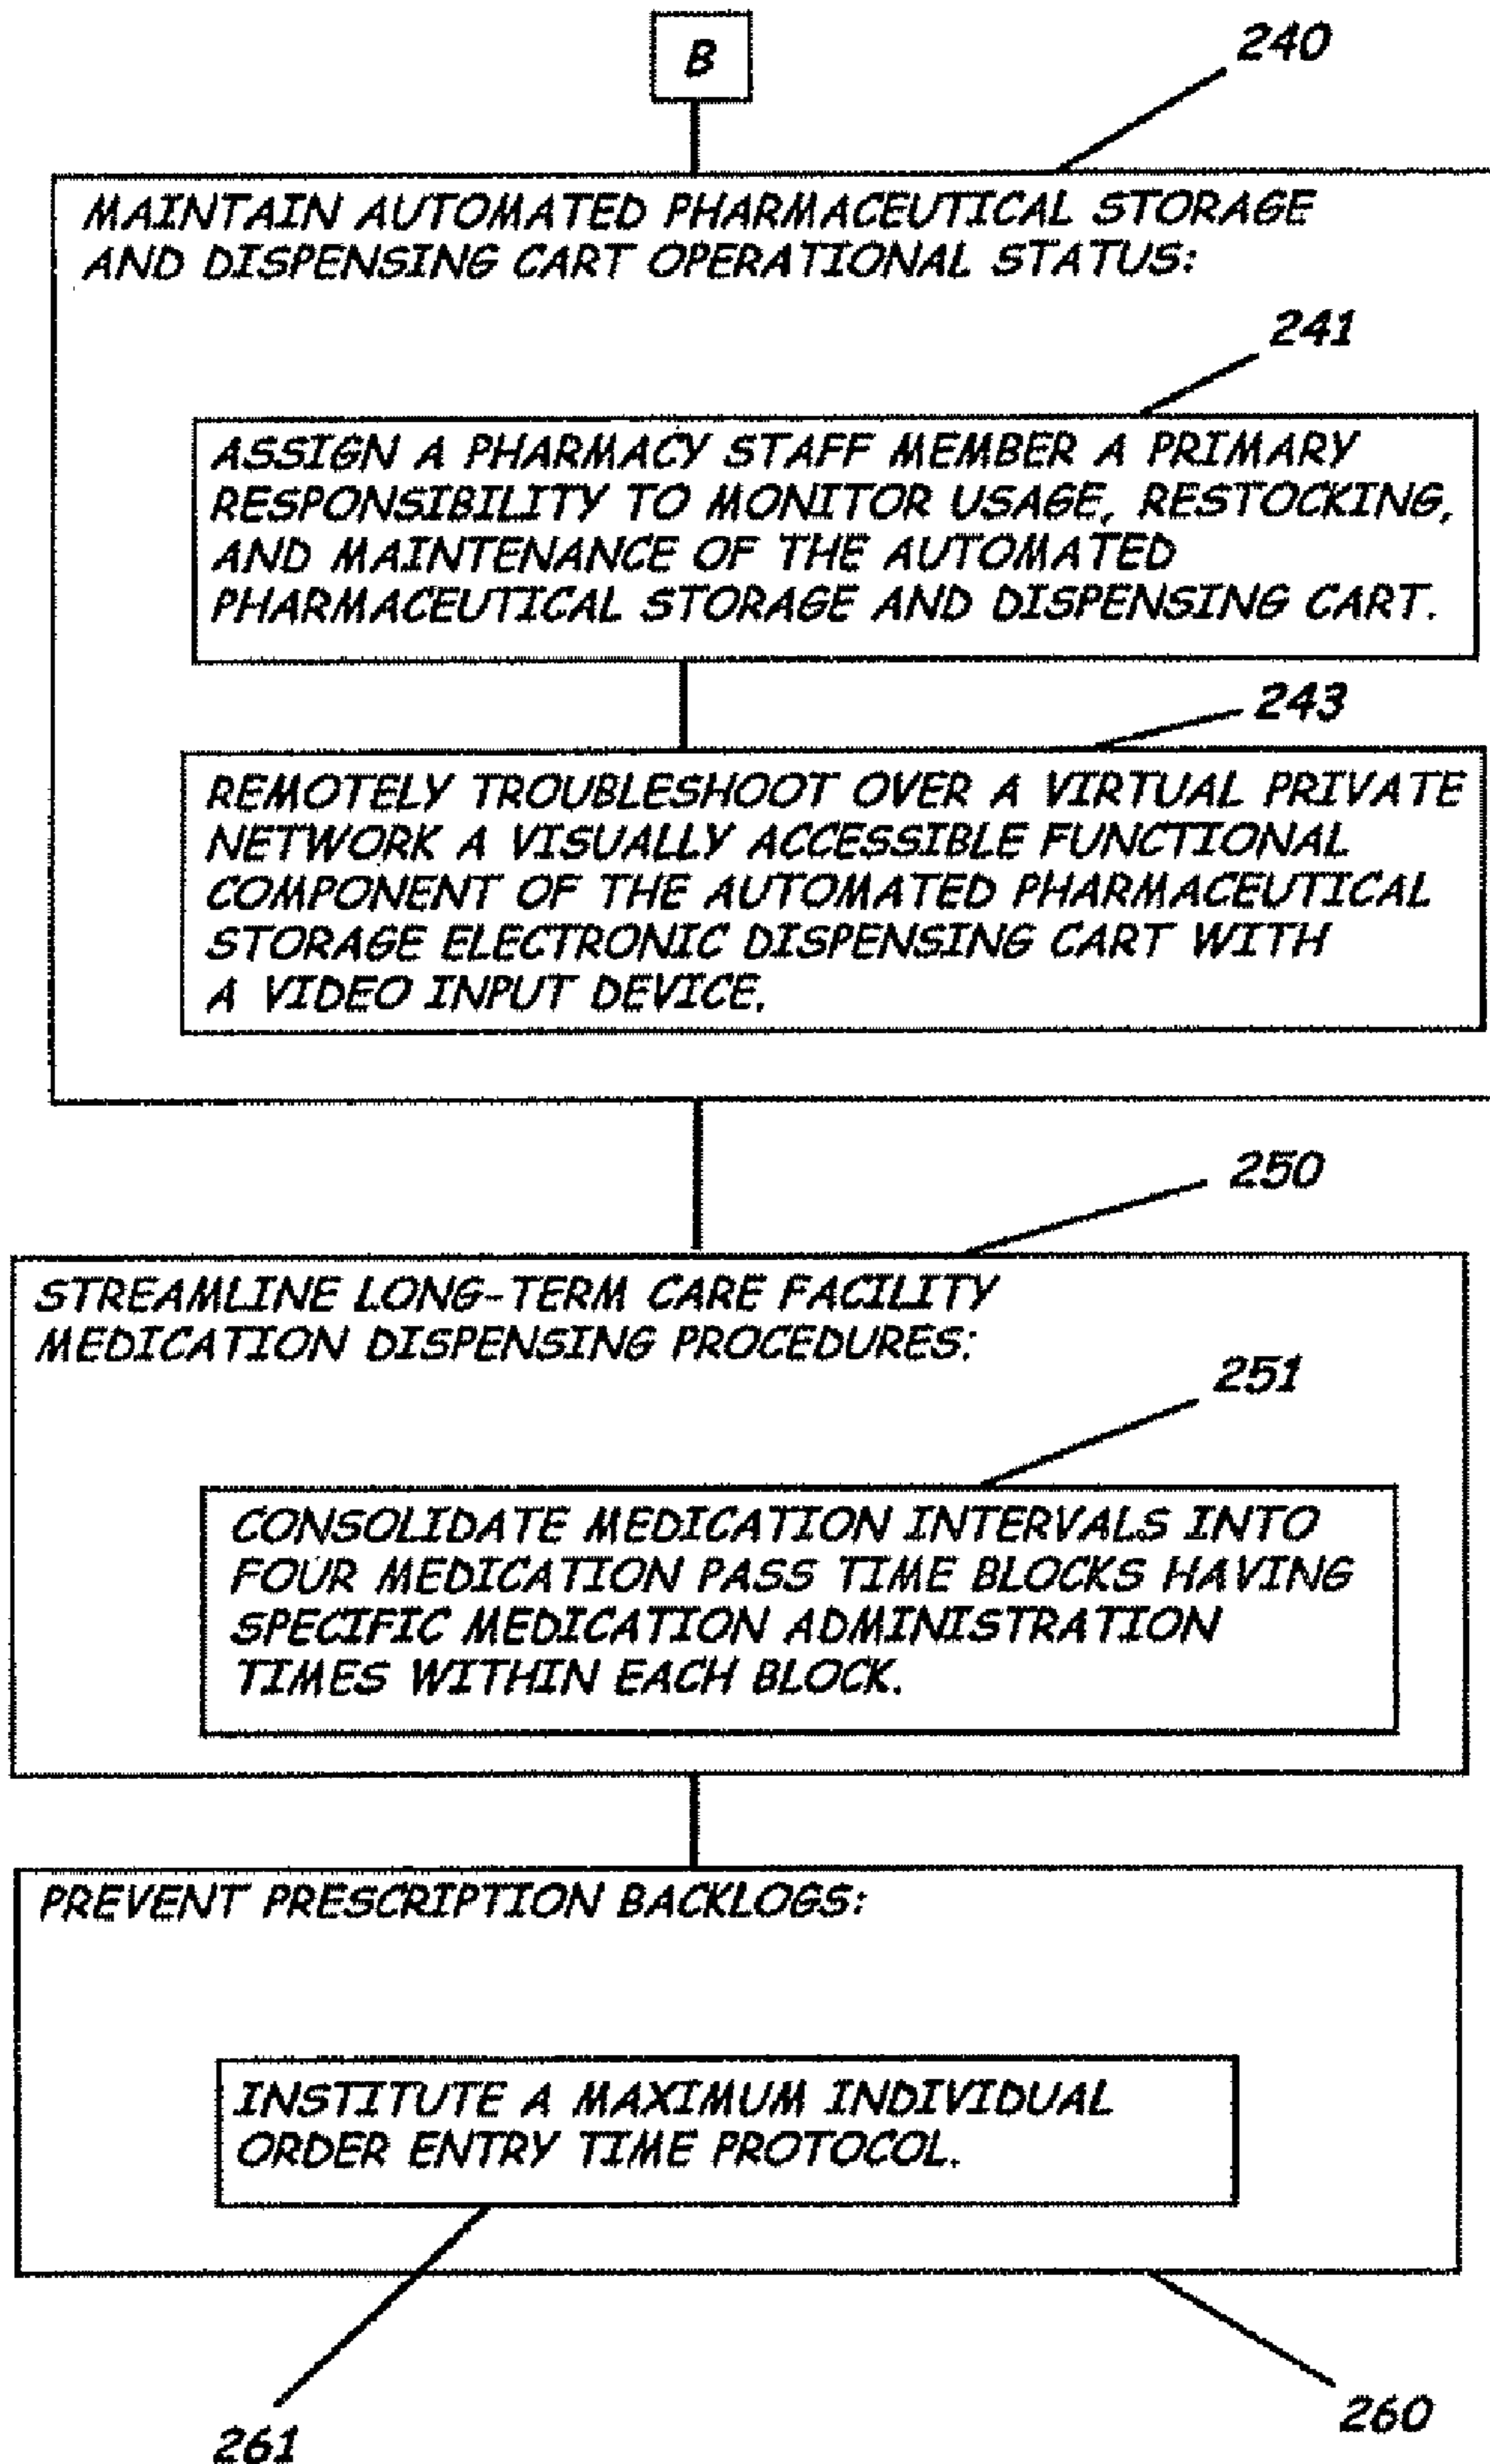 B
240
MAINTAIN AUTOMATED PHARMACEUTICAL STORAGE
AND DISPENSING CART OPERATIONAL STATUS:
241
ASSIGN A PHARMACY STAFF MEMBER A PRIMARY
RESPONSIBILITY TO MONITOR USAGE, RESTOCKING,
AND MAINTENANCE OF THE AUTOMATED
PHARMACEUTICAL STORAGE AND DISPENSING CART.
243
REMOTELY TROUBLESHOOT OVER A VIRTUAL PRIVATE
NETWORK A VISUALLY ACCESSIBLE FUNCTIONAL
COMPONENT OF THE AUTOMATED PHARMACEUTICAL
STORAGE ELECTRONIC DISPENSING CART WITH
A VIDEO INPUT DEVICE.
250
STREAMLINE LONG-TERM CARE FACILITY
MEDICATION DISPENSING PROCEDURES:
251
CONSOLIDATE MEDICATION INTERVALS INTO
FOUR MEDICATION PASS TIME BLOCKS HAVING
SPECIFIC MEDICATION ADMINISTRATION
TIMES WITHIN EACH BLOCK.
PREVENT PRESCRIPTION BACKLOGS:
INSTITUTE A MAXIMUM INDIVIDUAL
ORDER ENTRY TIME PROTOCOL.
260
261